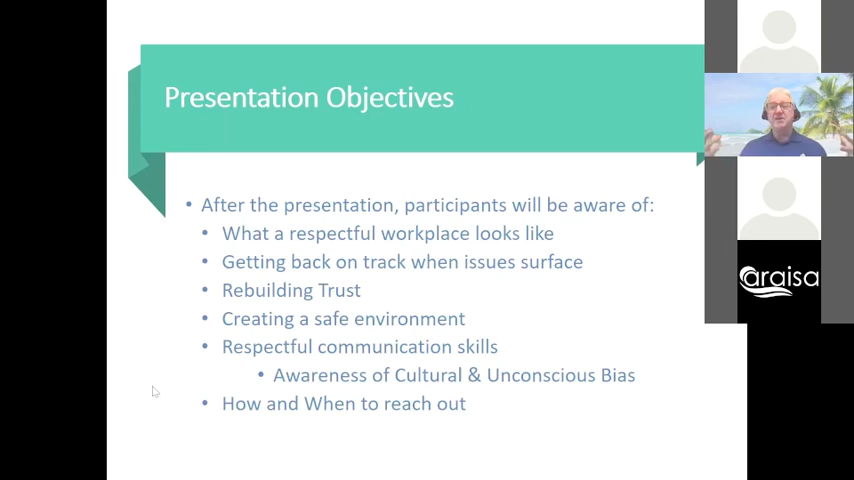 Presentation Objectives
• After the presentation, participants will be aware of:
• What a respectful workplace looks like
• Getting back on track when issues surface
• Rebuilding Trust
• Creating a safe environment
• Respectful communication skills
• Awareness of Cultural & Unconscious Bias
• How and When to reach out
araisa